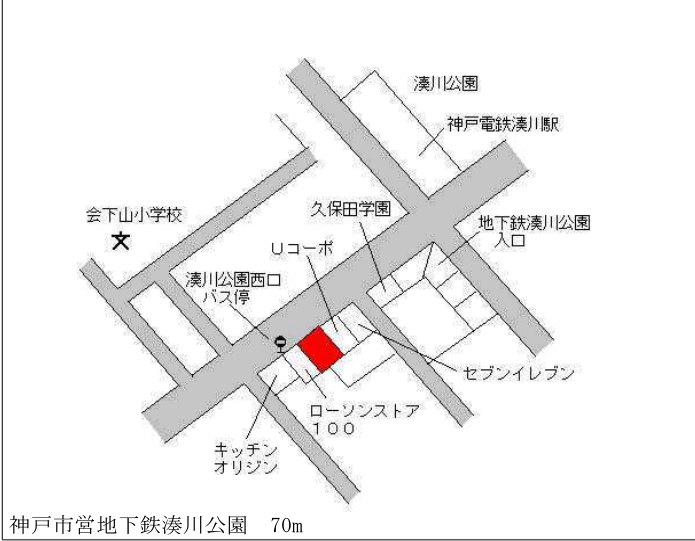 湊川公園
神戸電鉄湊川駅
久保田学園
会下山小学校
地下鉄湊川公園
入口
Uコーポ
湊川公園西口
バス停
セブンイレブン
ローソンストア
１００
キッチン
オリジン
神戸市営地下鉄湊川公園　70m